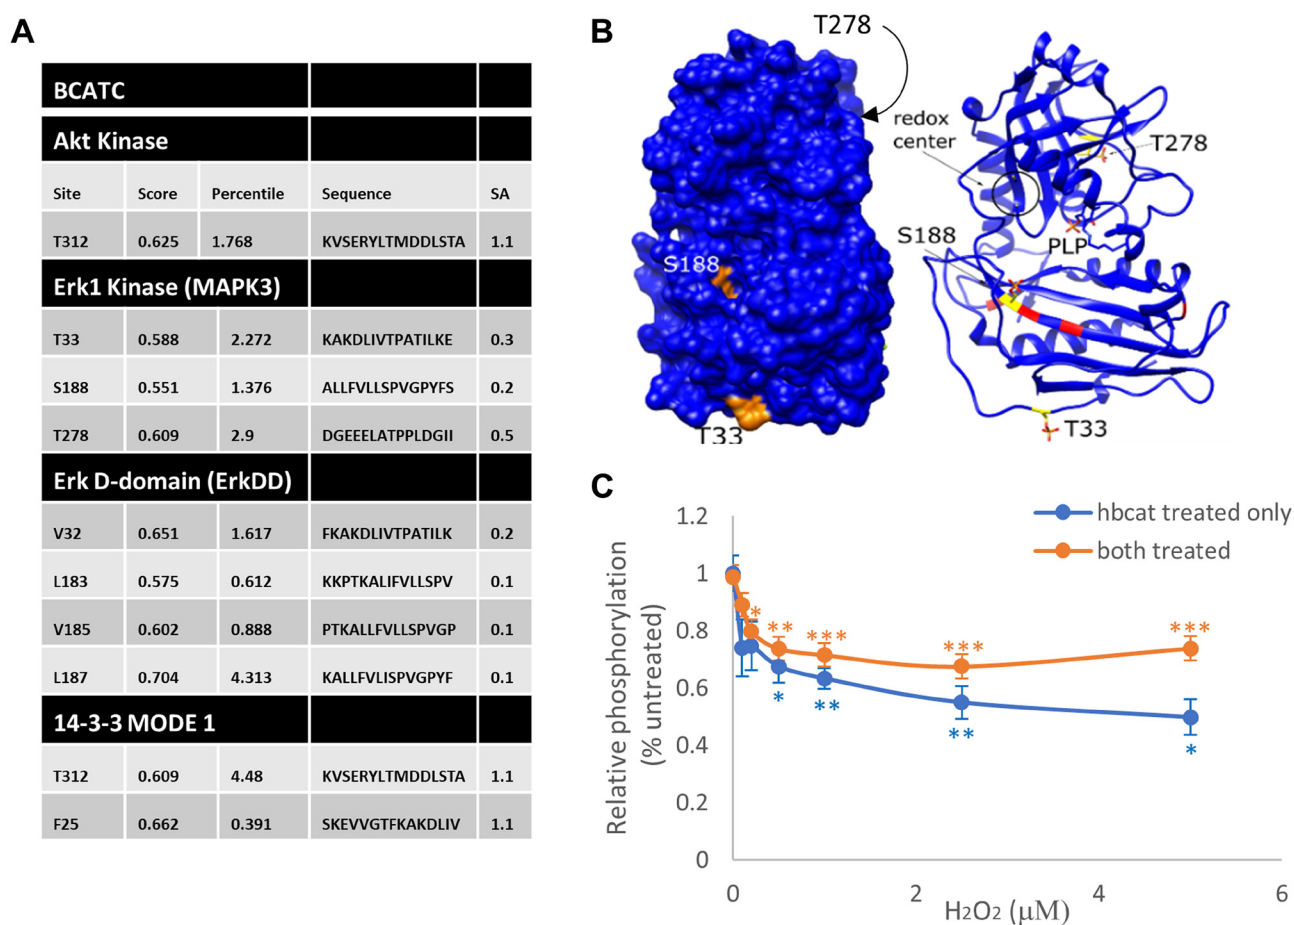 A
BCATC
Akt Kinase
Site Score Percentile Sequence SA
T312 0.625 1.768 KVSERYLTMDDLSTA 1.1
Erk1 Kinase (MAPK3)
T33 0.588 2.272 KAKDLIVTPATILKE 0.3
S188 0.551 1.376 ALLFVLLSPVGPYFS 0.2
T278 0.609 2.9 DGEEELATPPLDGII 0.5
Erk D-domain (ErkDD)
V32 0.651 1.617 FKAKDLIVTPATILK 0.2
L183 0.575 0.612 KKPTKALIFVLLSPV 0.1
V185 0.602 0.888 PTKALLFVLLSPVGP 0.1
L187 0.704 4.313 KALLFVLISPVGPYF 0.1
14-3-3 MODE 1
T312 0.609 4.48 KVSERYLTMDDLSTA 1.1
F25 0.662 0.391 SKEVVGTFKAKDLIV 1.1
B
T278
redox
center
T278
S188
S188
PLP
T33
T33
C
hbcat treated only
both treated
Relative phosphorylation
(% untreated)
1.2
1
0.8
0.6
0.4
0.2
0
* ** *** *** ***
* ** ** *
0 2 4 6
H2O2 (μM)